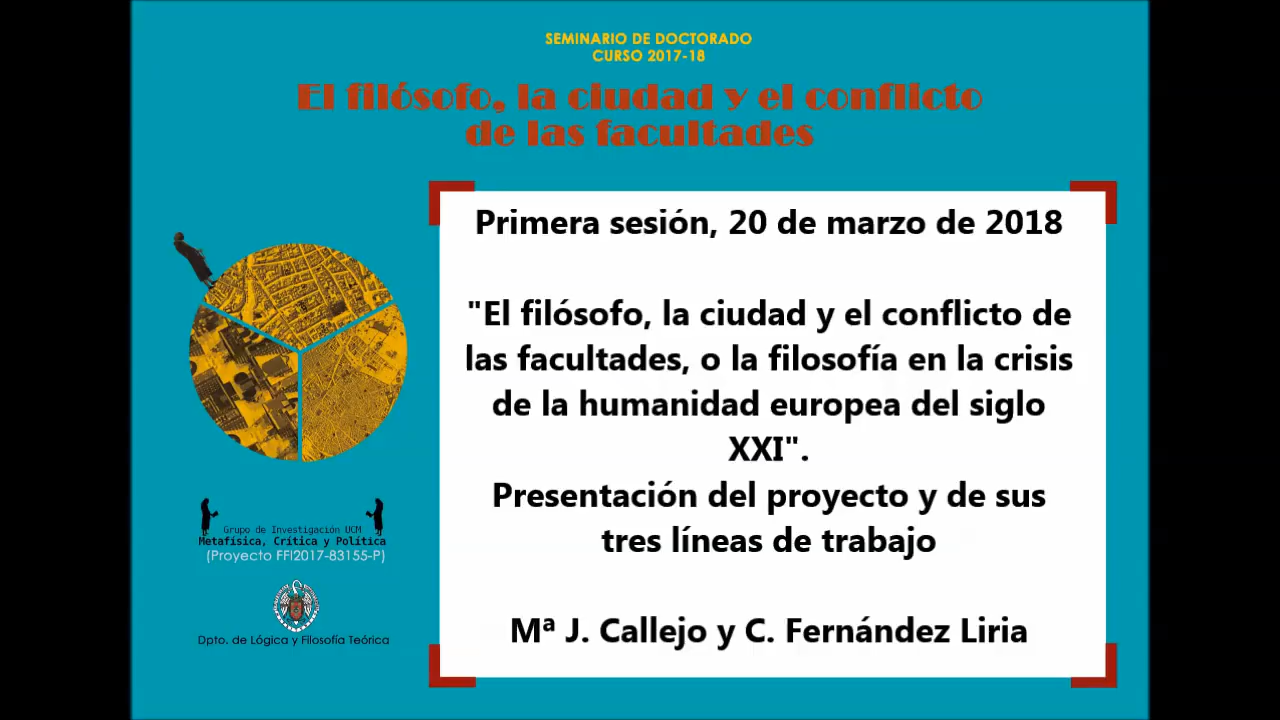 SEMINARIO DE DOCTORADO
CURSO 2017-18
El filósofo, la ciudad y el conflicto
de las facultades
Primera sesión, 20 de marzo de 2018
"El filósofo, la ciudad y el conflicto de
las facultades, o la filosofía en la crisis
de la humanidad europea del siglo
XXI".
Presentación del proyecto y de sus
tres líneas de trabajo
Mª J. Callejo y C. Fernández Liria
Grupo de Investigación UCM
Metafísica, Crítica y Política
(Proyecto FFI2017-83155-P)
Dpto. de Lógica y Filosofía Teórica